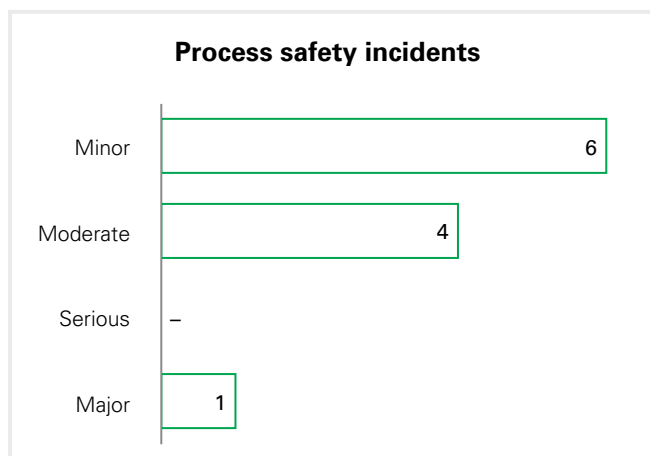 Process safety incidents
Minor 6
Moderate 4
Serious –
Major 1